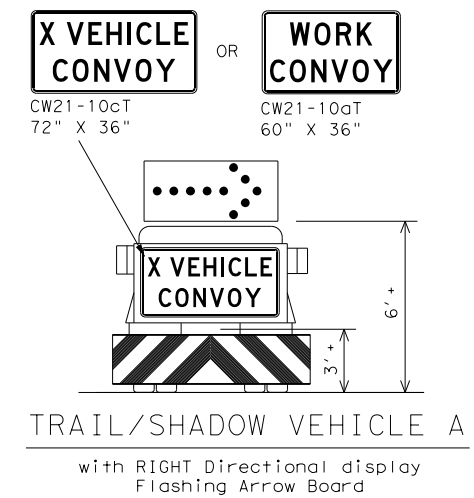 X VEHICLE
CONVOY
OR
WORK
CONVOY
CW21-10cT
72" X 36"
CW21-10aT
60" X 36"
X VEHICLE
CONVOY
6' +
3' +
TRAIL/SHADOW VEHICLE A
with RIGHT Directional display
Flashing Arrow Board